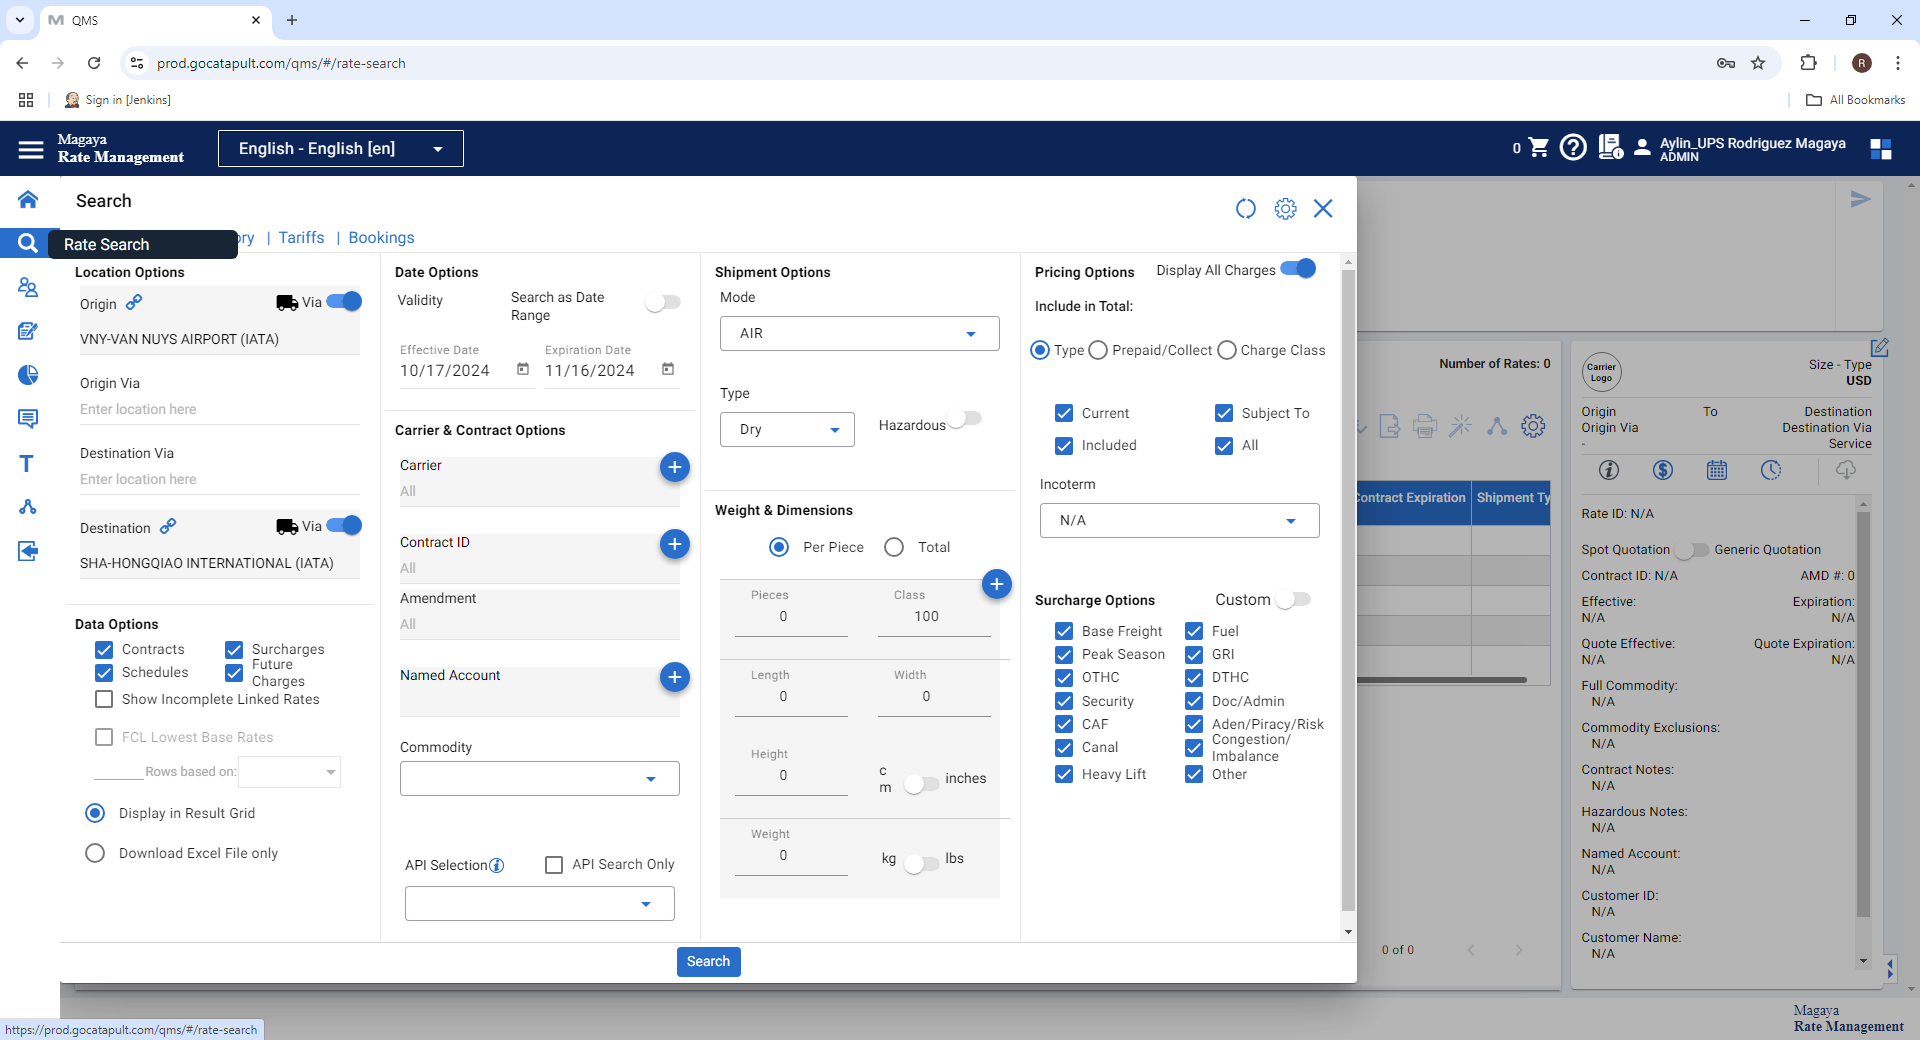 QMS
prod.gocatapult.com/qms/#/rate-search
R
Sign in [Jenkins]
All Bookmarks
Magaya
Rate Management
English - English [en]
0
Aylin_UPS Rodriguez Magaya
ADMIN
Search
Rate Search
ory | Tariffs | Bookings
Location Options
Origin
Via
VNY-VAN NUYS AIRPORT (IATA)
Origin Via
Enter location here
Destination Via
Enter location here
Destination
Via
SHA-HONGQIAO INTERNATIONAL (IATA)
Data Options
Contracts
Surcharges
Schedules
Future
Charges
Show Incomplete Linked Rates
FCL Lowest Base Rates
Rows based on:
Display in Result Grid
Download Excel File only
Date Options
Validity
Search as Date
Range
Effective Date
Expiration Date
10/17/2024
11/16/2024
Carrier & Contract Options
Carrier
All
Contract ID
All
Amendment
All
Named Account
Commodity
API Selection
API Search Only
Shipment Options
Mode
AIR
Type
Dry
Hazardous
Weight & Dimensions
Per Piece
Total
Pieces
Class
0
100
Length
Width
0
0
Height
0
c
m
inches
Weight
0
kg
lbs
Pricing Options
Display All Charges
Include in Total:
Type
Prepaid/Collect
Charge Class
Current
Subject To
Included
All
Incoterm
N/A
Surcharge Options
Custom
Base Freight
Fuel
Peak Season
GRI
OTHC
DTHC
Security
Doc/Admin
CAF
Aden/Piracy/Risk
Canal
Congestion/
Imbalance
Heavy Lift
Other
Search
Number of Rates: 0
Contract Expiration
Shipment Ty
0 of 0
Carrier
Logo
Size - Type
USD
Origin
To
Destination
Origin Via
Destination Via
-
Service
Rate ID: N/A
Spot Quotation
Generic Quotation
Contract ID: N/A
AMD #: 0
Effective:
Expiration:
N/A
N/A
Quote Effective:
Quote Expiration:
N/A
N/A
Full Commodity:
N/A
Commodity Exclusions:
N/A
Contract Notes:
N/A
Hazardous Notes:
N/A
Named Account:
N/A
Customer ID:
N/A
Customer Name:
N/A
https://prod.gocatapult.com/qms/#/rate-search
Magaya
Rate Management